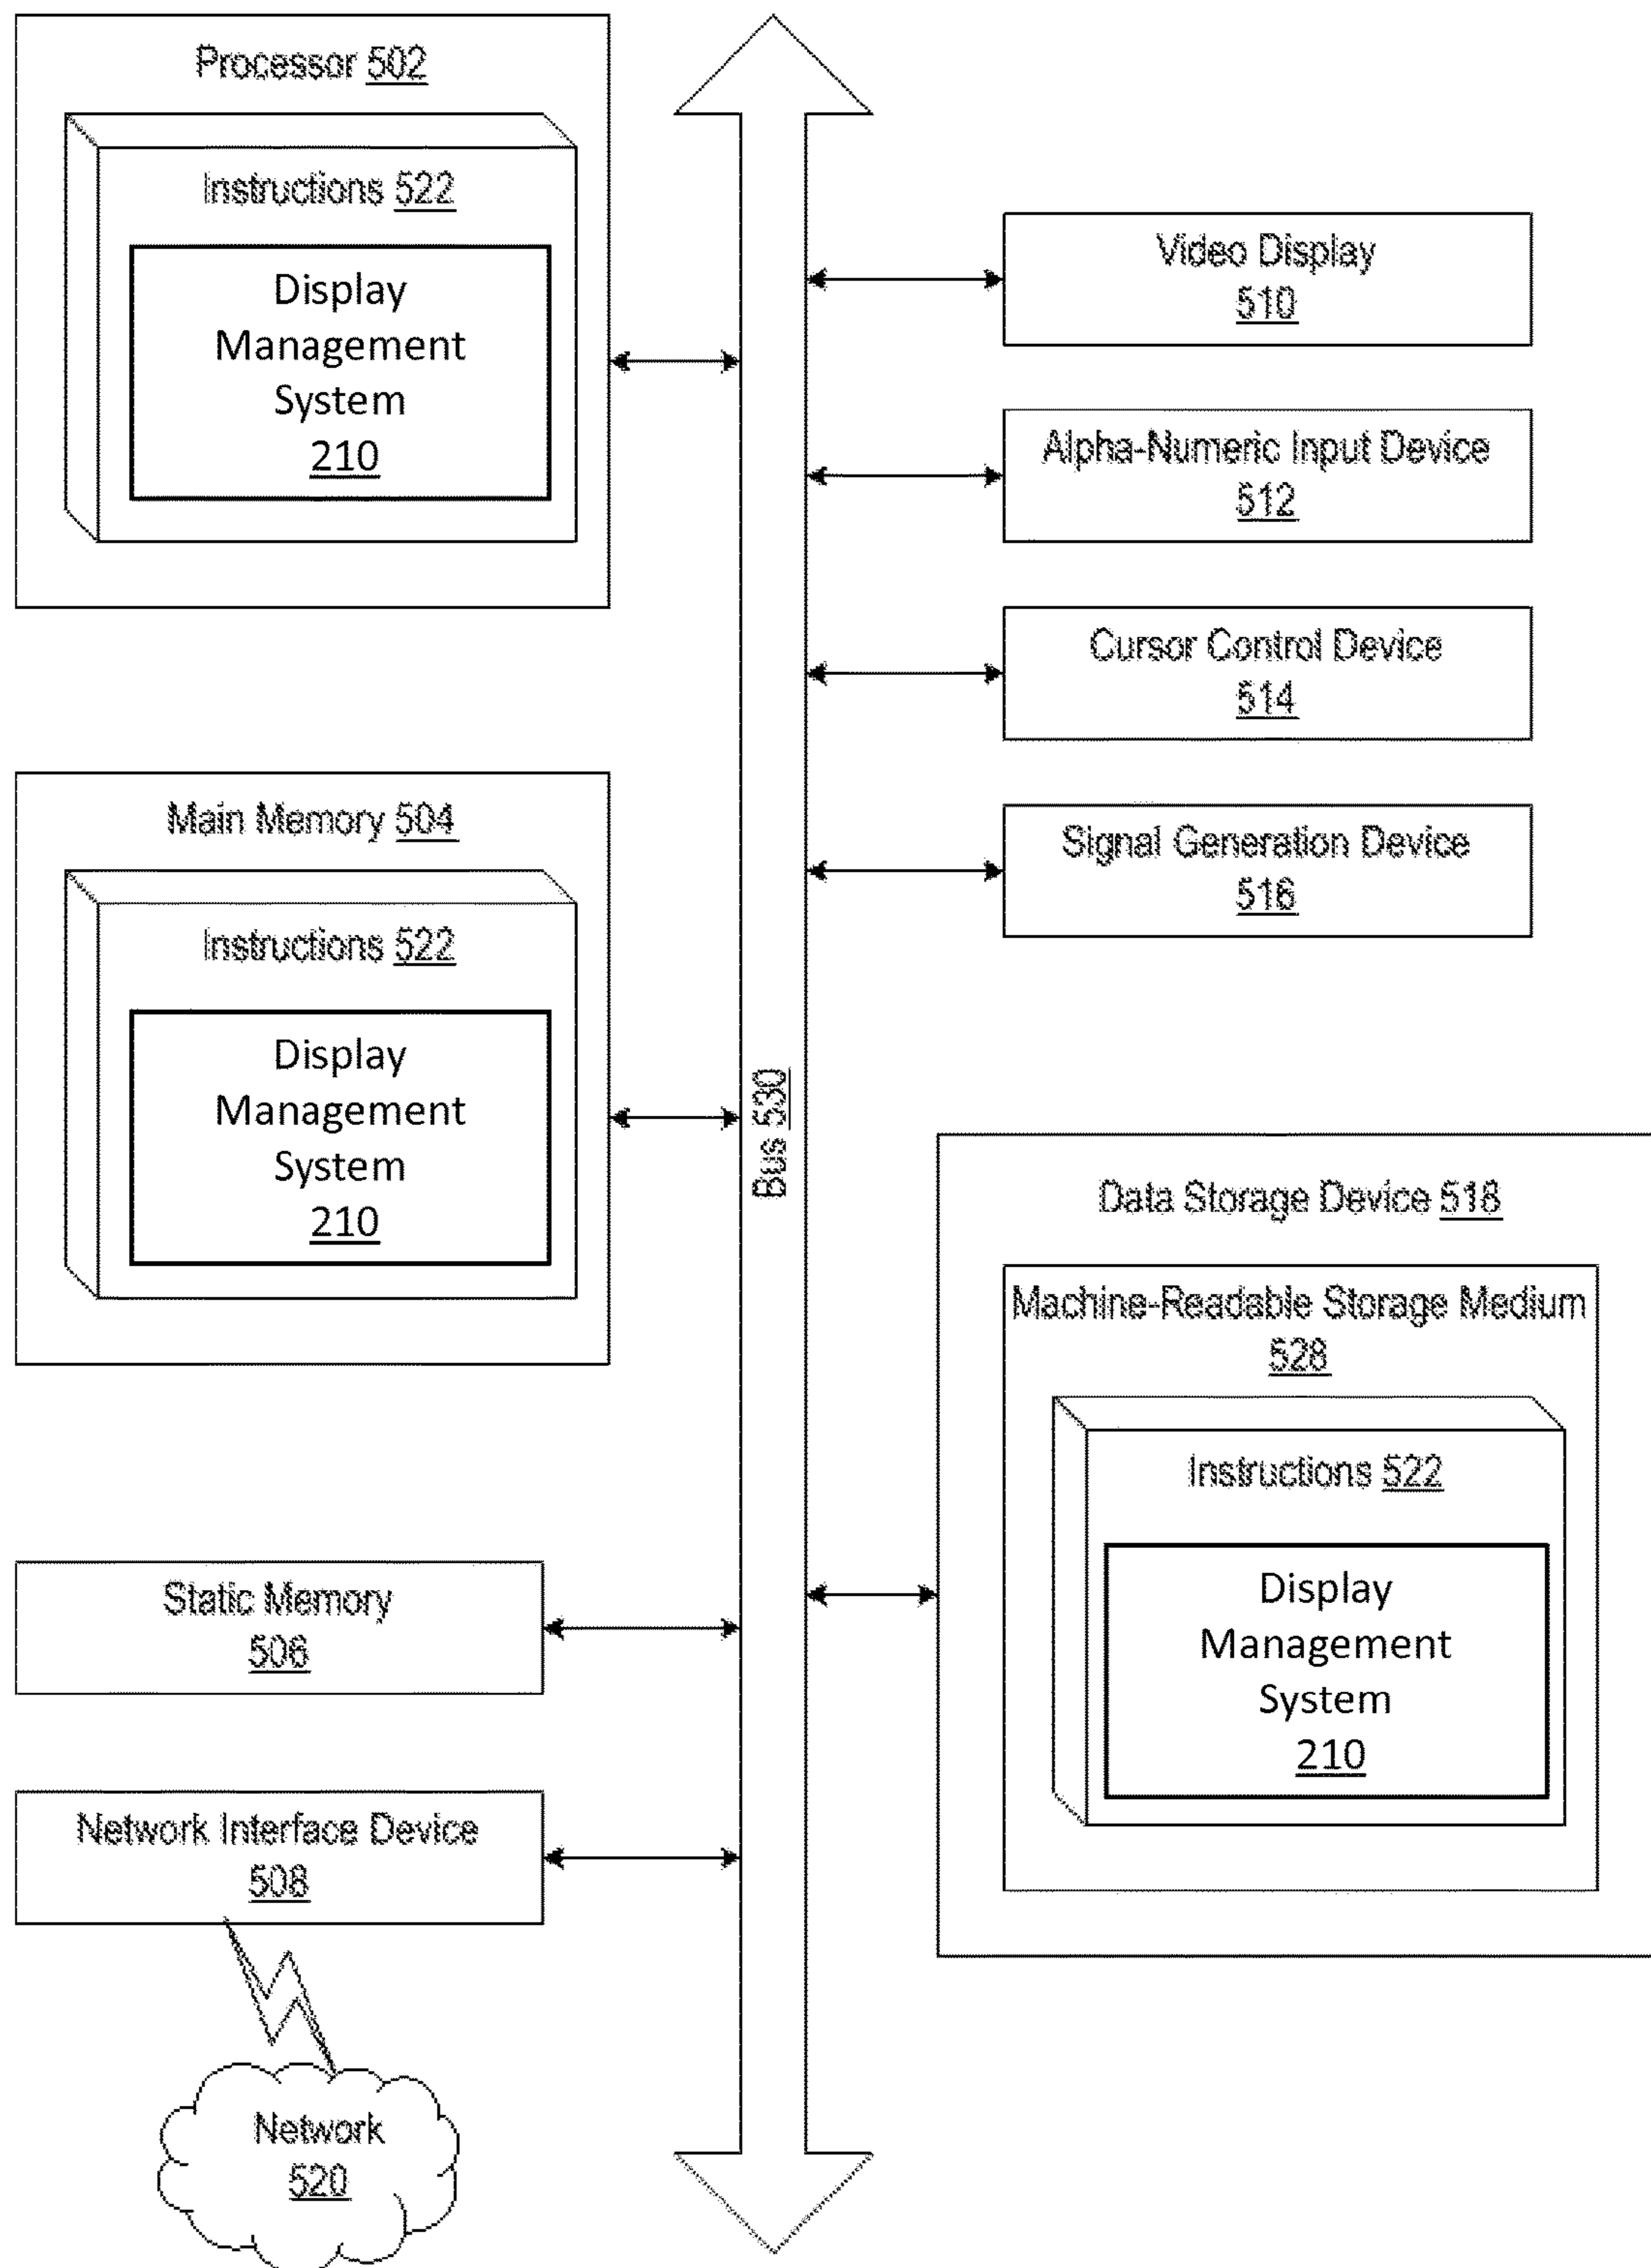 Processor 502
Instructions 522
Display
Management
System
210
Main Memory 504
Instructions 522
Display
Management
System
210
Static Memory
506
Network Interface Device
508
Network
520
Bus 530
Video Display
510
Alpha-Numeric Input Device
512
Cursor Control Device
514
Signal Generation Device
516
Data Storage Device 518
Machine-Readable Storage Medium
528
Instructions 522
Display
Management
System
210